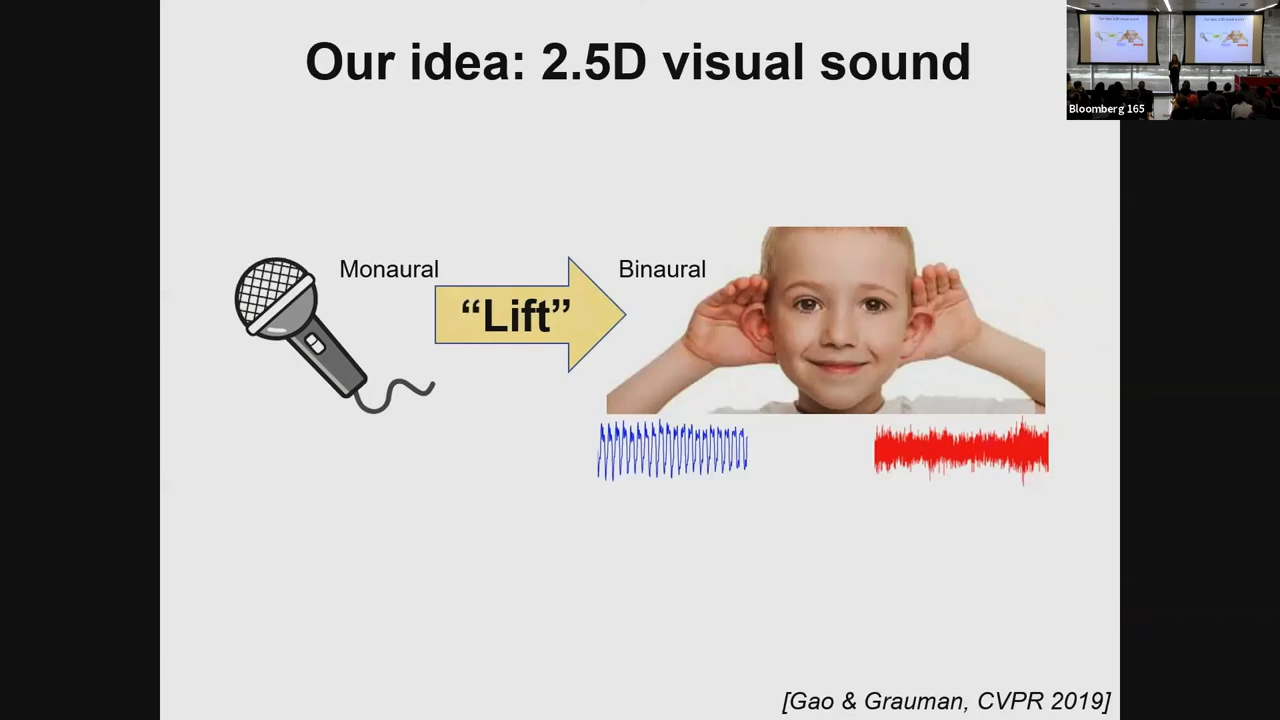 Our idea: 2.5D visual sound
Bloomberg 165
Monaural
Binaural
“Lift”
[Gao & Grauman, CVPR 2019]